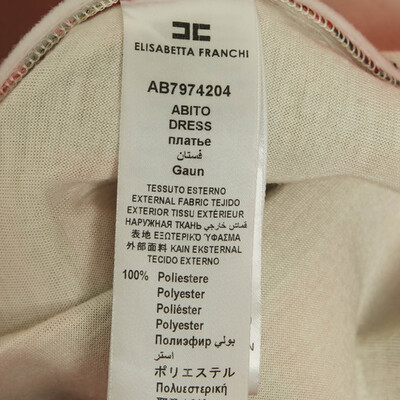 ELISABETTA FRANCHI
AB7974204
ABITO
DRESS
платье
فستان
Gaun
TESSUTO ESTERNO
EXTERNAL FABRIC TEJIDO
EXTERIOR TISSU EXTÉRIEUR
НАРУЖНАЯ ТКАНЬ قماش خارجي
表地 ΕΞΩΤΕΡΙΚΟ ΎΦΑΣΜΑ
外部面料 KAIN EKSTERNAL
TECIDO EXTERNO
100% Poliestere
Polyester
Poliéster
Polyester
Полиэфир بولي
استر
ポリエステル
Πολυεστερική